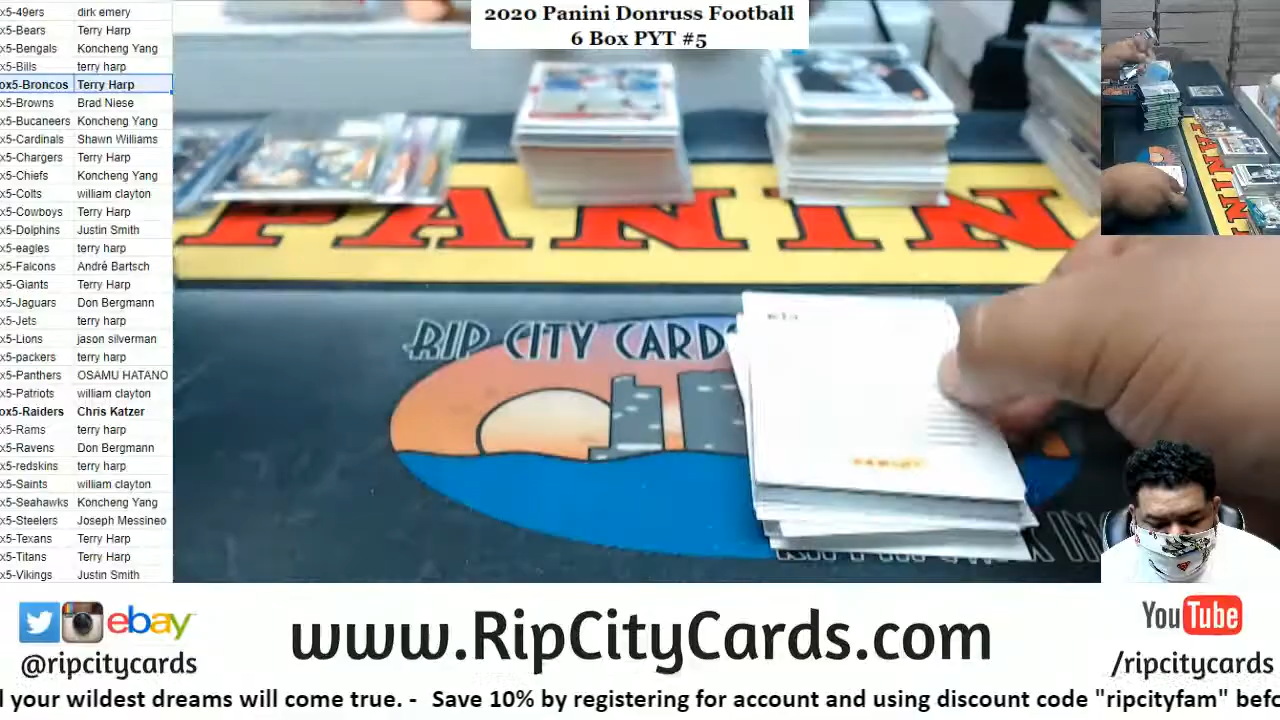 2020 Panini Donruss Football
6 Box PYT #5
x5-49ers dirk emery
x5-Bears Terry Harp
x5-Bengals Koncheng Yang
x5-Bills terry harp
ox5-Broncos Terry Harp
x5-Browns Brad Niese
x5-Bucaneers Koncheng Yang
x5-Cardinals Shawn Williams
x5-Chargers Terry Harp
x5-Chiefs Koncheng Yang
x5-Colts william clayton
x5-Cowboys Terry Harp
x5-Dolphins Justin Smith
x5-eagles terry harp
x5-Falcons André Bartsch
x5-Giants Terry Harp
x5-Jaguars Don Bergmann
x5-Jets terry harp
x5-Lions jason silverman
x5-packers terry harp
x5-Panthers OSAMU HATANO
x5-Patriots william clayton
ox5-Raiders Chris Katzer
x5-Rams terry harp
x5-Ravens Don Bergmann
x5-redskins terry harp
x5-Saints william clayton
x5-Seahawks Koncheng Yang
x5-Steelers Joseph Messineo
x5-Texans Terry Harp
x5-Titans Terry Harp
x5-Vikings Justin Smith
PANIN
PANINI
RIP CITY CARDS
ebay
@ripcitycards
www.RipCityCards.com
YouTube
/ripcitycards
l your wildest dreams will come true. - Save 10% by registering for account and using discount code "ripcityfam" befo